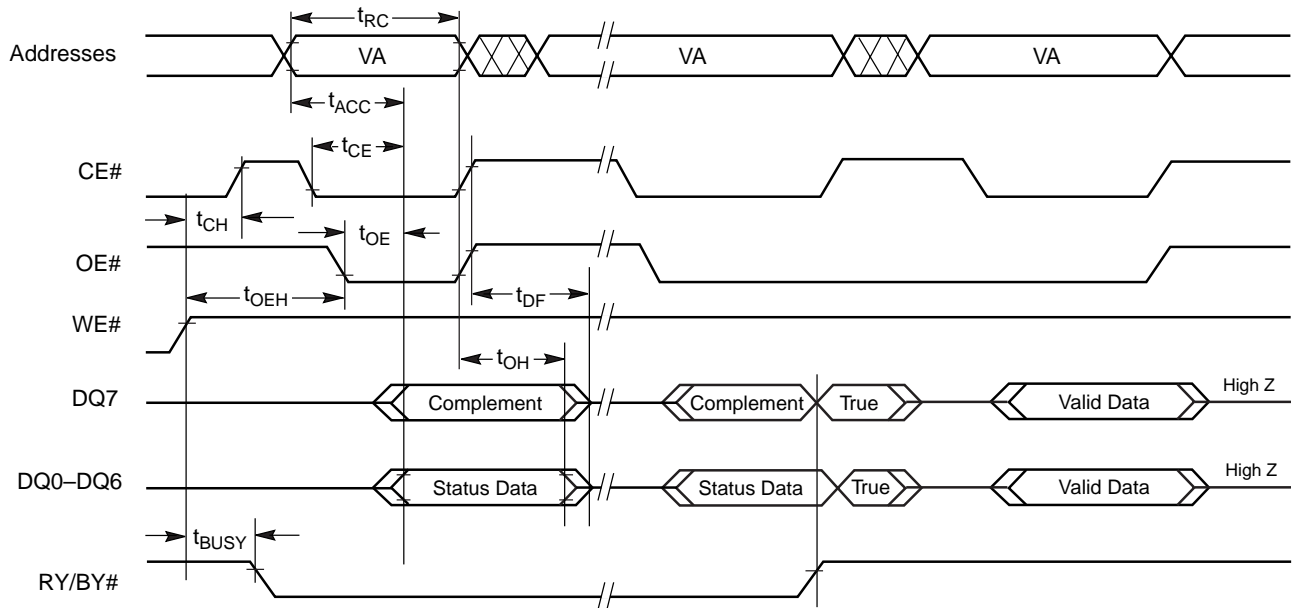 tRC
Addresses VA VA VA
tACC
tCE
CE#
tCH tOE
OE#
tOEH tDF
WE#
tOH
DQ7 Complement Complement True Valid Data High Z
DQ0–DQ6 Status Data Status Data True Valid Data High Z
tBUSY
RY/BY#